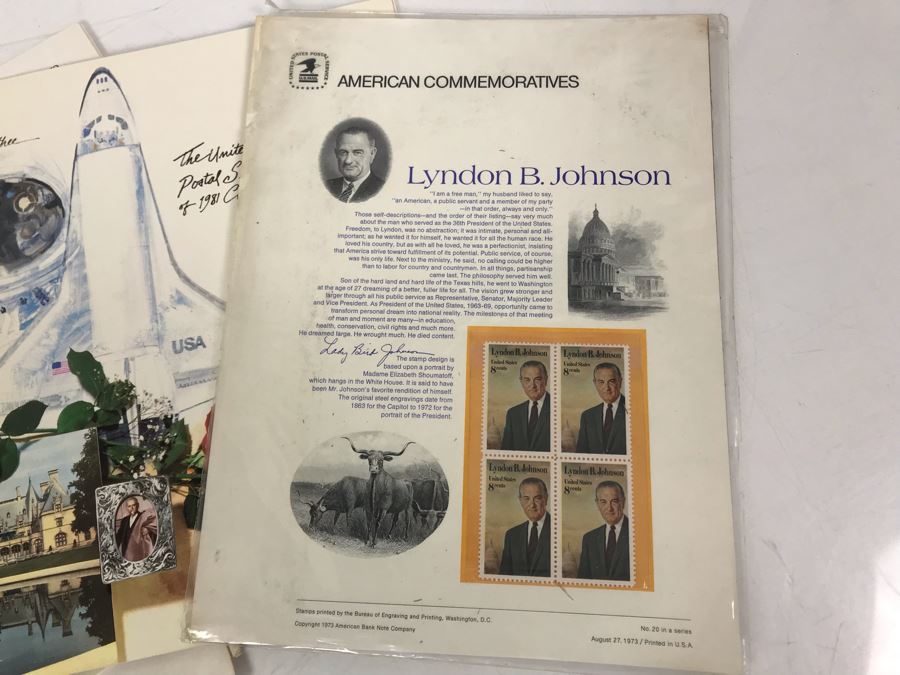 UNITED STATES POSTAL SERVICE
U.S. MAIL
AMERICAN COMMEMORATIVES
Lyndon B. Johnson
"I am a free man," my husband liked to say,
"an American, a public servant and a member of my party
—in that order, always and only."
Those self-descriptions—and the order of their listing—say very much
about the man who served as the 36th President of the United States.
Freedom, to Lyndon, was no abstraction; it was intimate, personal and all-
important; as he wanted it for himself, he wanted it for all the human race. He
loved his country, but as with all he loved, he was a perfectionist, insisting
that America strive toward fulfillment of its potential. Public service, of course,
was his only life. Next to the ministry, he said, no calling could be higher
than to labor for country and countrymen. In all things, partisanship
came last. The philosophy served him well.
Son of the hard land and hard life of the Texas hills, he went to Washington
at the age of 27 dreaming of a better, fuller life for all. The vision grew stronger and
larger through all his public service as Representative, Senator, Majority Leader
and Vice President. As President of the United States, 1963-69, opportunity came to
transform personal dream into national reality. The milestones of that meeting
of man and moment are many—in education,
health, conservation, civil rights and much more.
He dreamed large. He wrought much. He died content.
Lady Bird Johnson
The stamp design is
based upon a portrait by
Madame Elizabeth Shoumatoff,
which hangs in the White House. It is said to have
been Mr. Johnson's favorite rendition of himself.
The original steel engravings date from
1863 for the Capitol to 1972 for the
portrait of the President.
Lyndon B. Johnson
United States
8 cents
Lyndon B. Johnson
United States
8 cents
Lyndon B. Johnson
United States
8 cents
Lyndon B. Johnson
United States
8 cents
Stamps printed by the Bureau of Engraving and Printing, Washington, D.C.
Copyright 1973 American Bank Note Company
No. 20 in a series
August 27, 1973 / Printed in U.S.A.
The Unite
Postal S
of 1981 C
USA